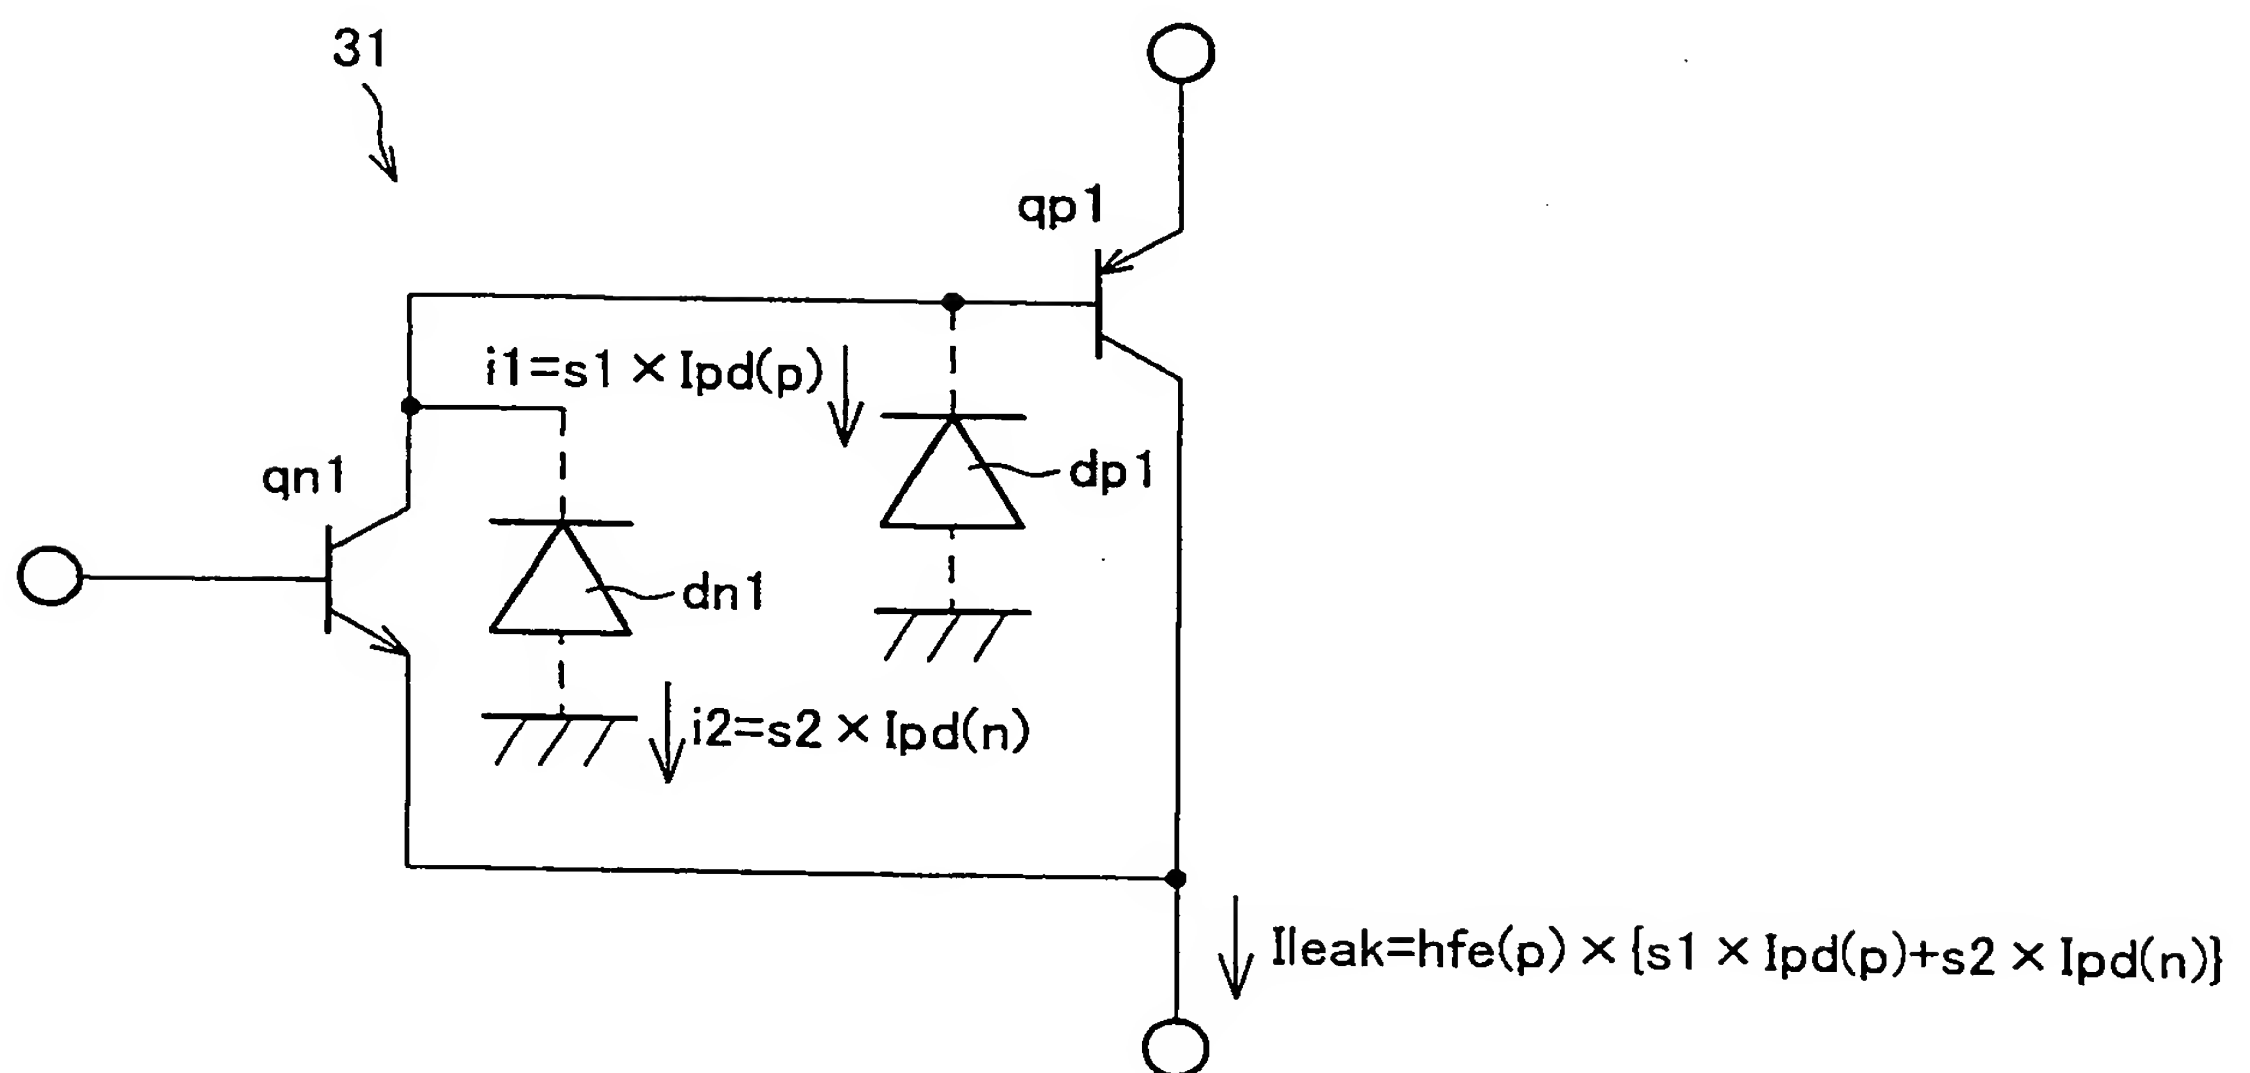 31
qp1
i1=s1×Ipd(p)
qn1
dp1
dn1
i2=s2×Ipd(n)
Ileak=hfe(p)×{s1×Ipd(p)+s2×Ipd(n)}